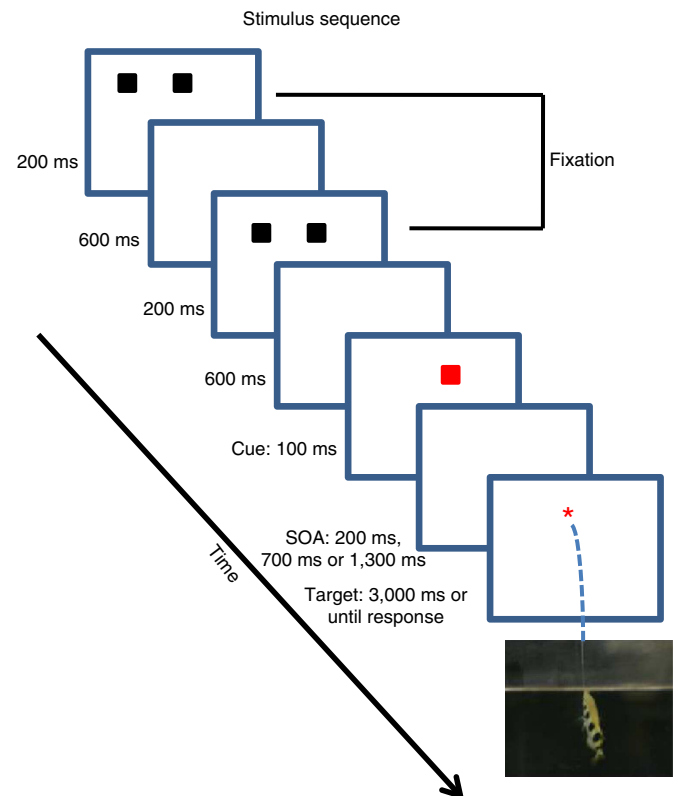 Stimulus sequence
200 ms
Fixation
600 ms
200 ms
600 ms
Cue: 100 ms
SOA: 200 ms,
700 ms or 1,300 ms
Time
Target: 3,000 ms or
until response
*